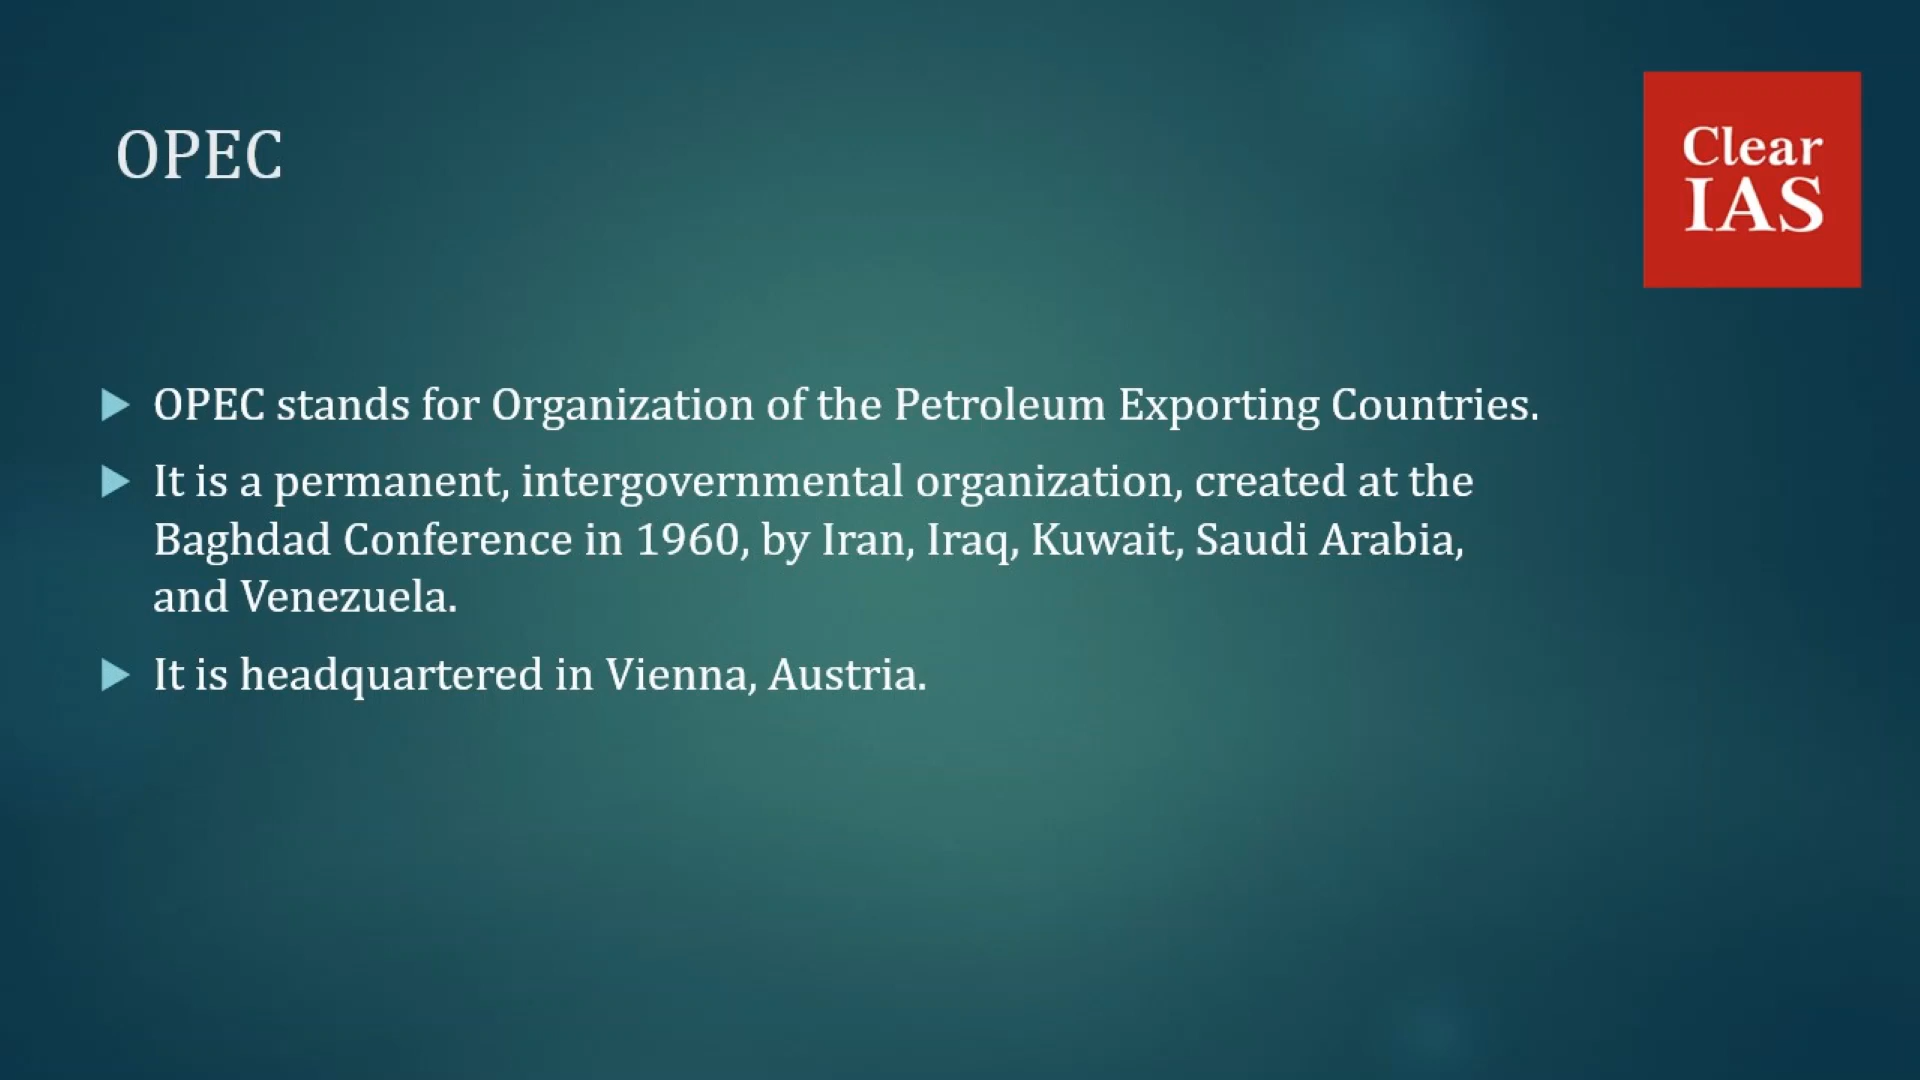 OPEC
Clear
IAS
OPEC stands for Organization of the Petroleum Exporting Countries.
It is a permanent, intergovernmental organization, created at the
Baghdad Conference in 1960, by Iran, Iraq, Kuwait, Saudi Arabia,
and Venezuela.
It is headquartered in Vienna, Austria.